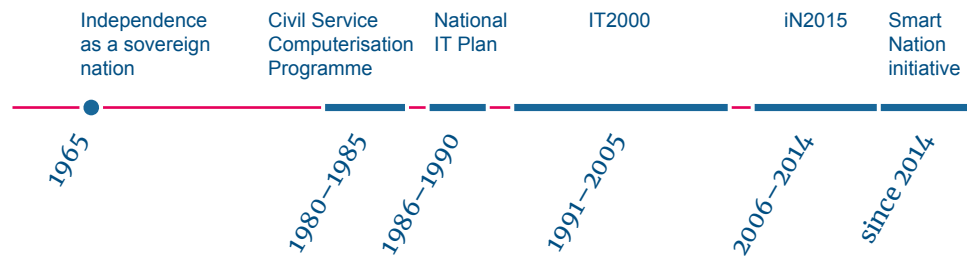 Independence
as a sovereign
nation
Civil Service
Computerisation
Programme
National
IT Plan
IT2000
iN2015
Smart
Nation
initiative
1965
1980–1985
1986–1990
1991–2005
2006–2014
since 2014